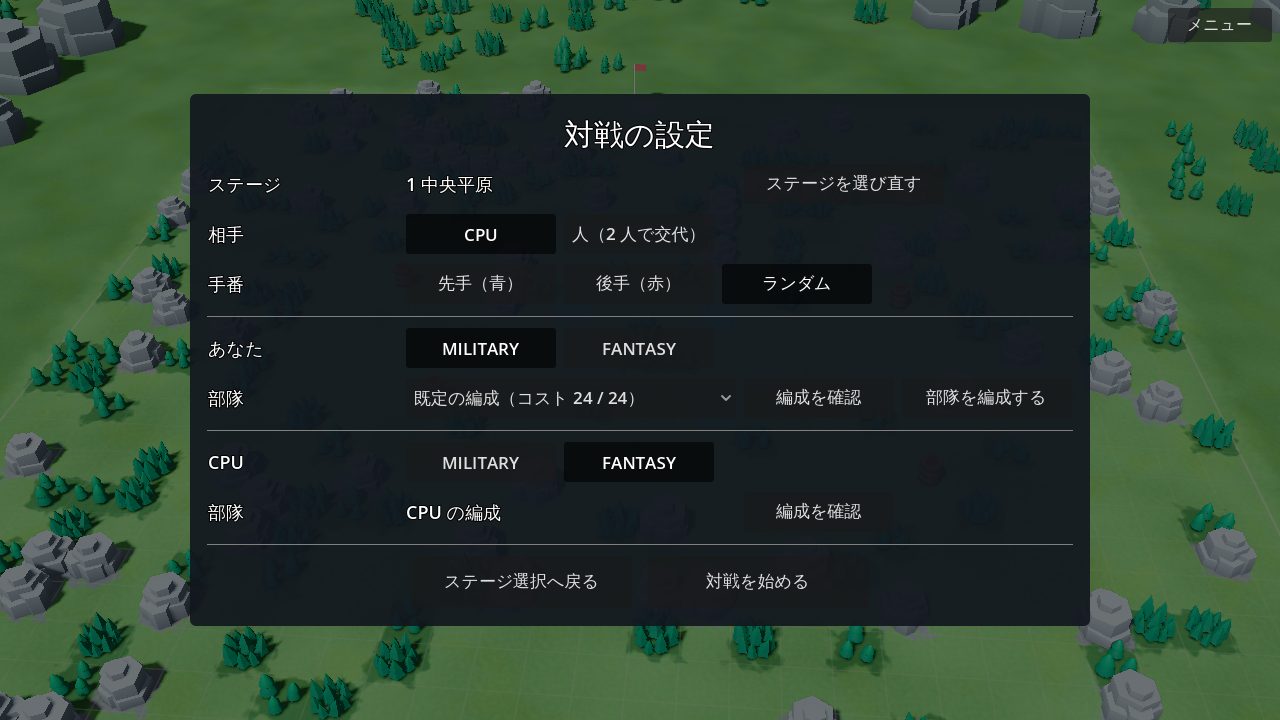 メニュー
対戦の設定
ステージ 1 中央平原 ステージを選び直す
相手 CPU 人（2 人で交代）
手番 先手（青） 後手（赤） ランダム
あなた MILITARY FANTASY
部隊 既定の編成（コスト 24 / 24） 編成を確認 部隊を編成する
CPU MILITARY FANTASY
部隊 CPU の編成 編成を確認
ステージ選択へ戻る 対戦を始める